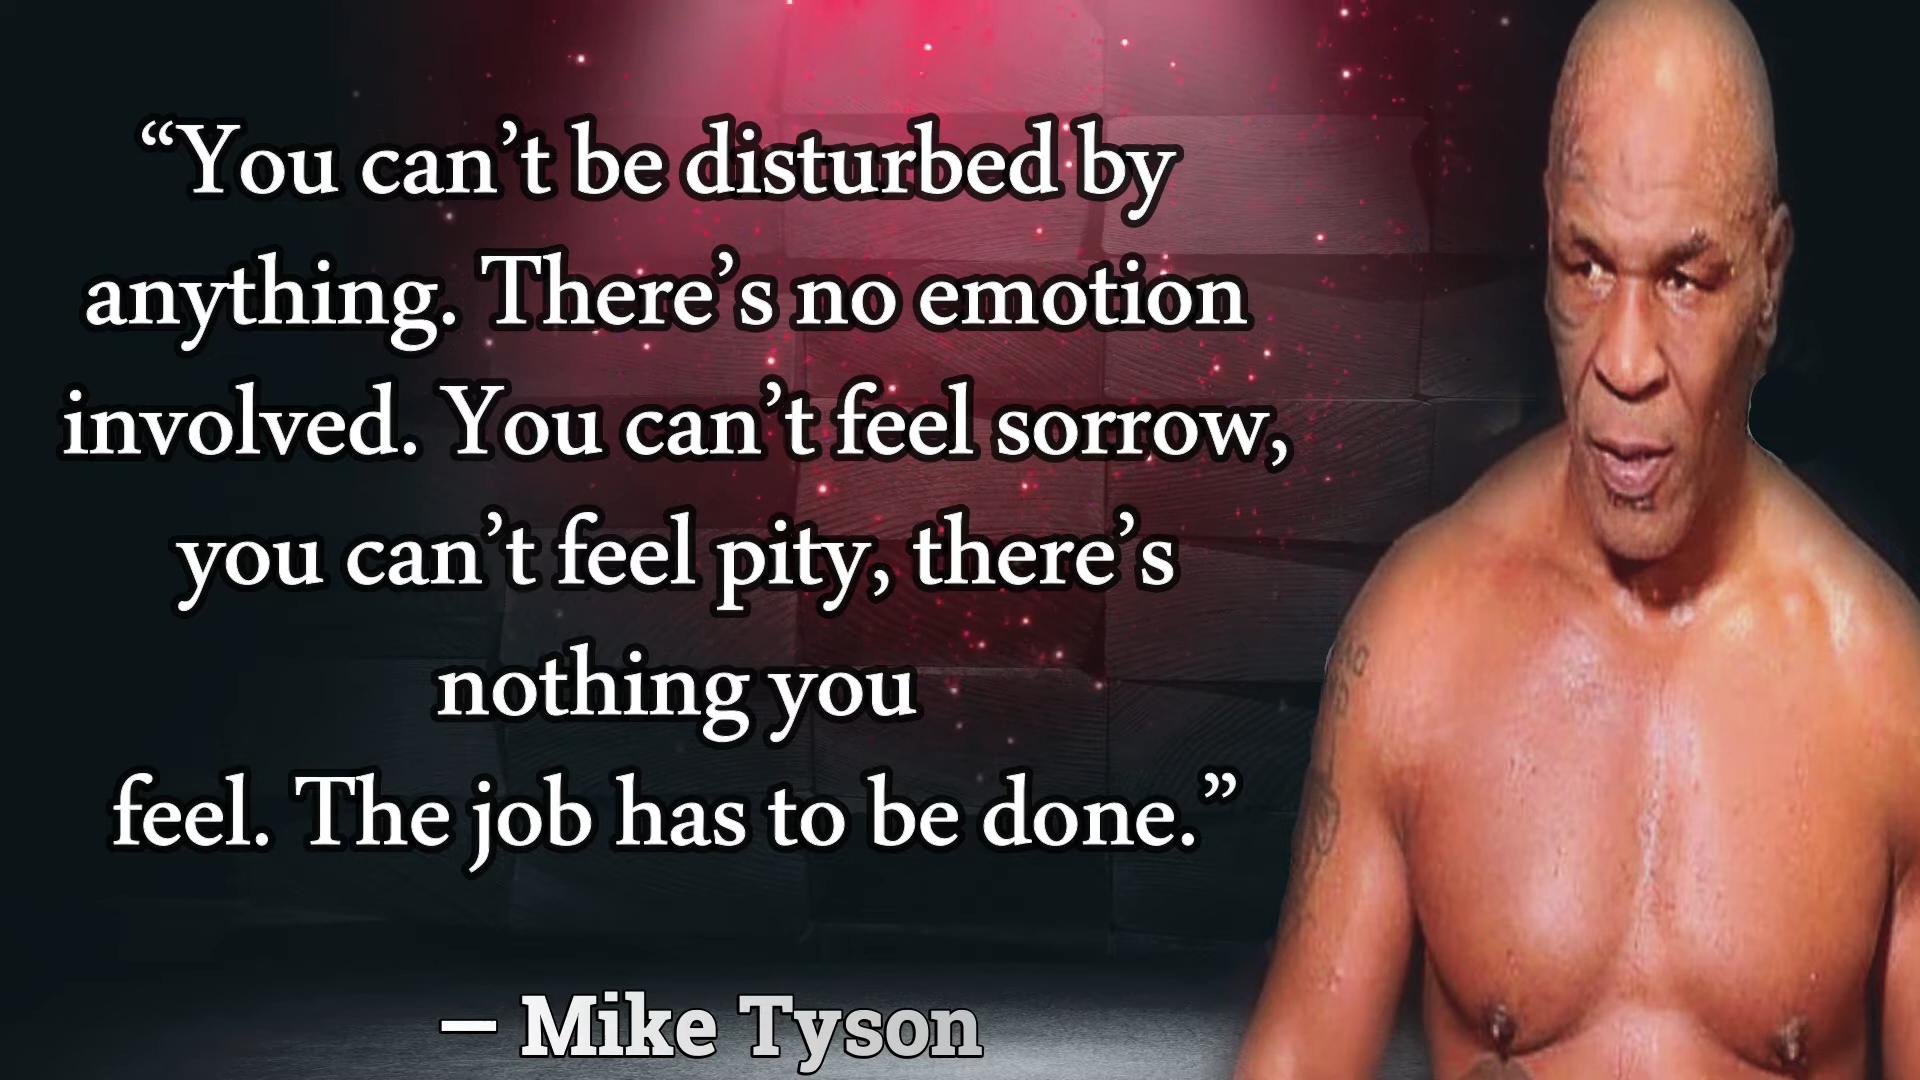 “You can’t be disturbed by
anything. There’s no emotion
involved. You can’t feel sorrow,
you can’t feel pity, there’s
nothing you
feel. The job has to be done.”
— Mike Tyson